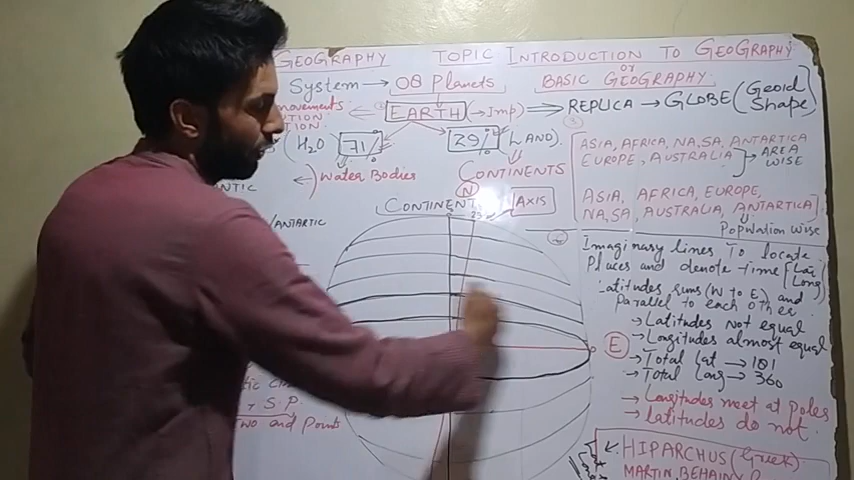 GEOGRAPHY TOPIC INTRODUCTION TO GEOGRAPHY
OR
System → 08 Planets BASIC GEOGRAPHY
movements ← EARTH (→Imp) ⇒ REPLICA → GLOBE (Geoid Shape)
(H2O 71% 29% LAND)
WATER BODIES
CONTINENTS
ASIA, AFRICA, NA, SA, ANTARTICA
EUROPE, AUSTRALIA → AREA WISE
ASIA, AFRICA, EUROPE,
NA, SA, AUSTRALIA, ANTARTICA
Population wise
N
CONTINENT
AXIS
/ANTARTIC
Imaginary lines To locate
Places and denote time [Lat Long]
Latitudes runs (W to E) and
Parallel to each other
→ Latitudes not equal
→ Longitudes almost equal
E
→ Total Lat → 181
→ Total Long → 360
→ Longitudes meet at poles
→ Latitudes do not.
S.P.
and Points
HIPARCHUS (Greek)
MARTIN, BEHAIN